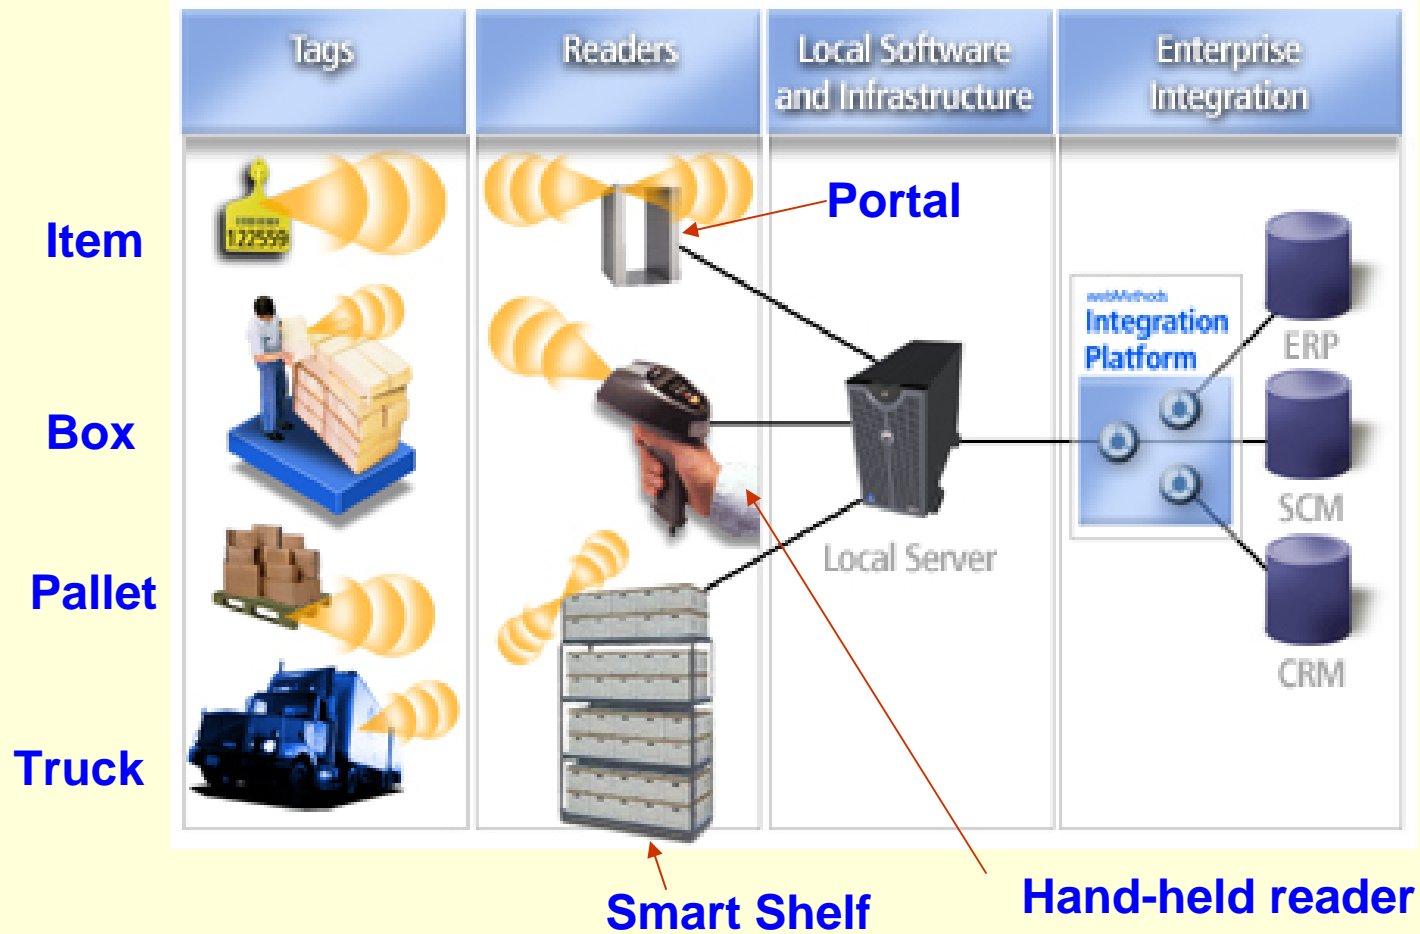 Tags
Readers
Local Software
and Infrastructure
Enterprise
Integration
Item
122559
Portal
Box
webMethods
Integration
Platform
ERP
SCM
CRM
Local Server
Pallet
Truck
Smart Shelf
Hand-held reader